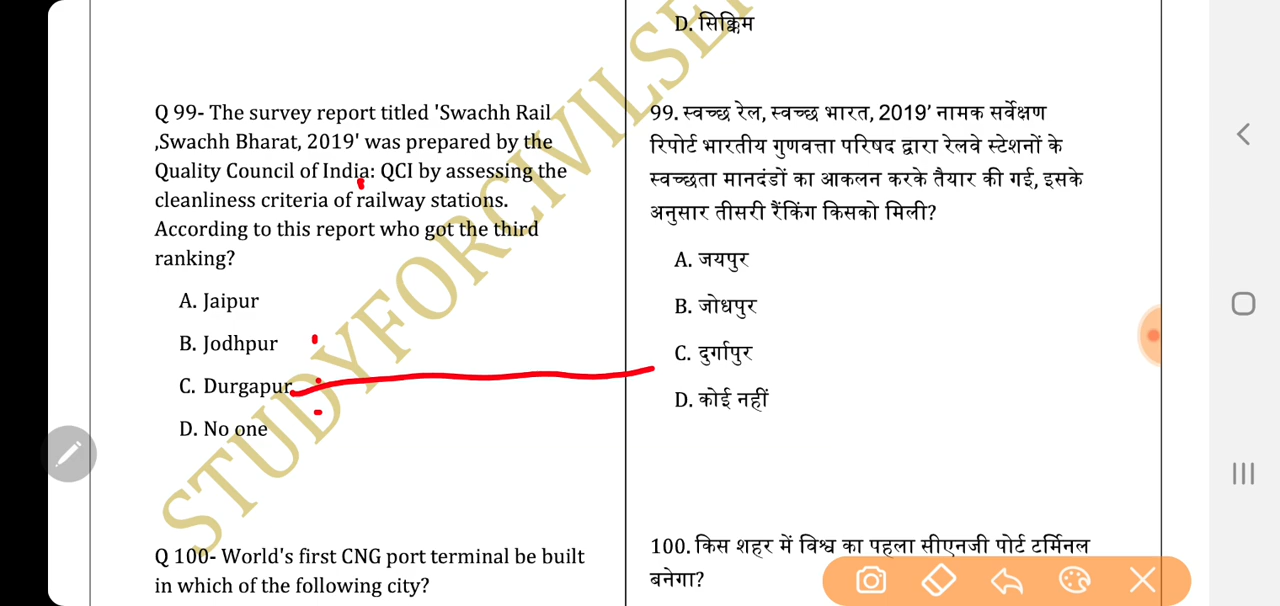 D. सिक्किम
Q 99- The survey report titled 'Swachh Rail
,Swachh Bharat, 2019' was prepared by the
Quality Council of India: QCI by assessing the
cleanliness criteria of railway stations.
According to this report who got the third
ranking?
A. Jaipur
B. Jodhpur
C. Durgapur
D. No one
Q 100- World's first CNG port terminal be built
in which of the following city?
99. स्वच्छ रेल, स्वच्छ भारत, 2019' नामक सर्वेक्षण
रिपोर्ट भारतीय गुणवत्ता परिषद द्वारा रेलवे स्टेशनों के
स्वच्छता मानदंडों का आकलन करके तैयार की गई, इसके
अनुसार तीसरी रैंकिंग किसको मिली?
A. जयपुर
B. जोधपुर
C. दुर्गापुर
D. कोई नहीं
100. किस शहर में विश्व का पहला सीएनजी पोर्ट टर्मिनल
बनेगा?
STUDYFORCIVILSE